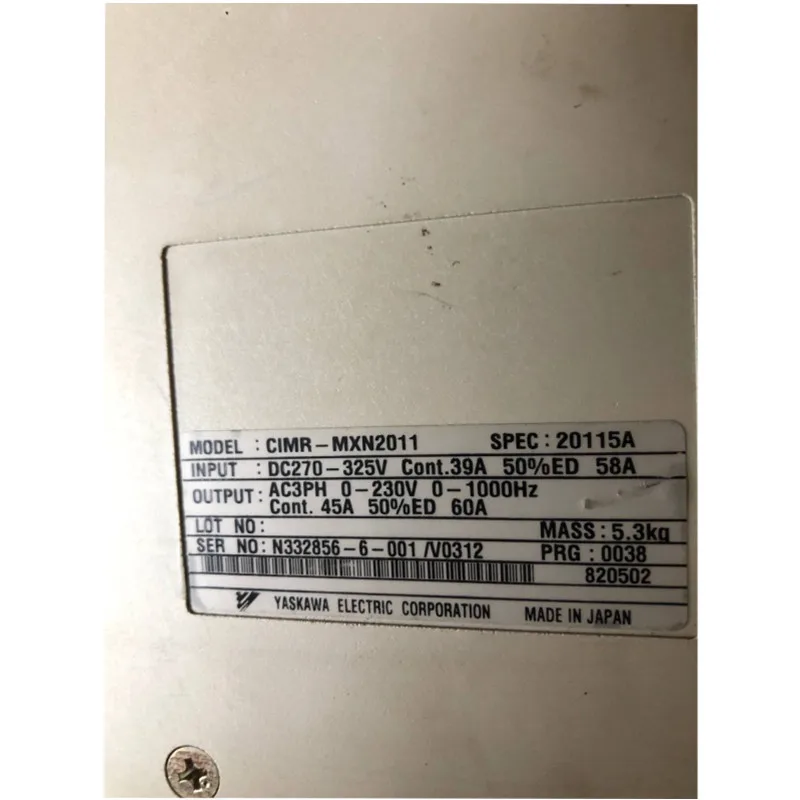 MODEL : CIMR-MXN2011 SPEC : 20115A
INPUT : DC270-325V Cont.39A 50%ED 58A
OUTPUT : AC3PH 0-230V 0-1000Hz
Cont. 45A 50%ED 60A
LOT NO :
MASS : 5.3kg
SER NO : N332856-6-001 /V0312 PRG : 0038
820502
YASKAWA ELECTRIC CORPORATION MADE IN JAPAN